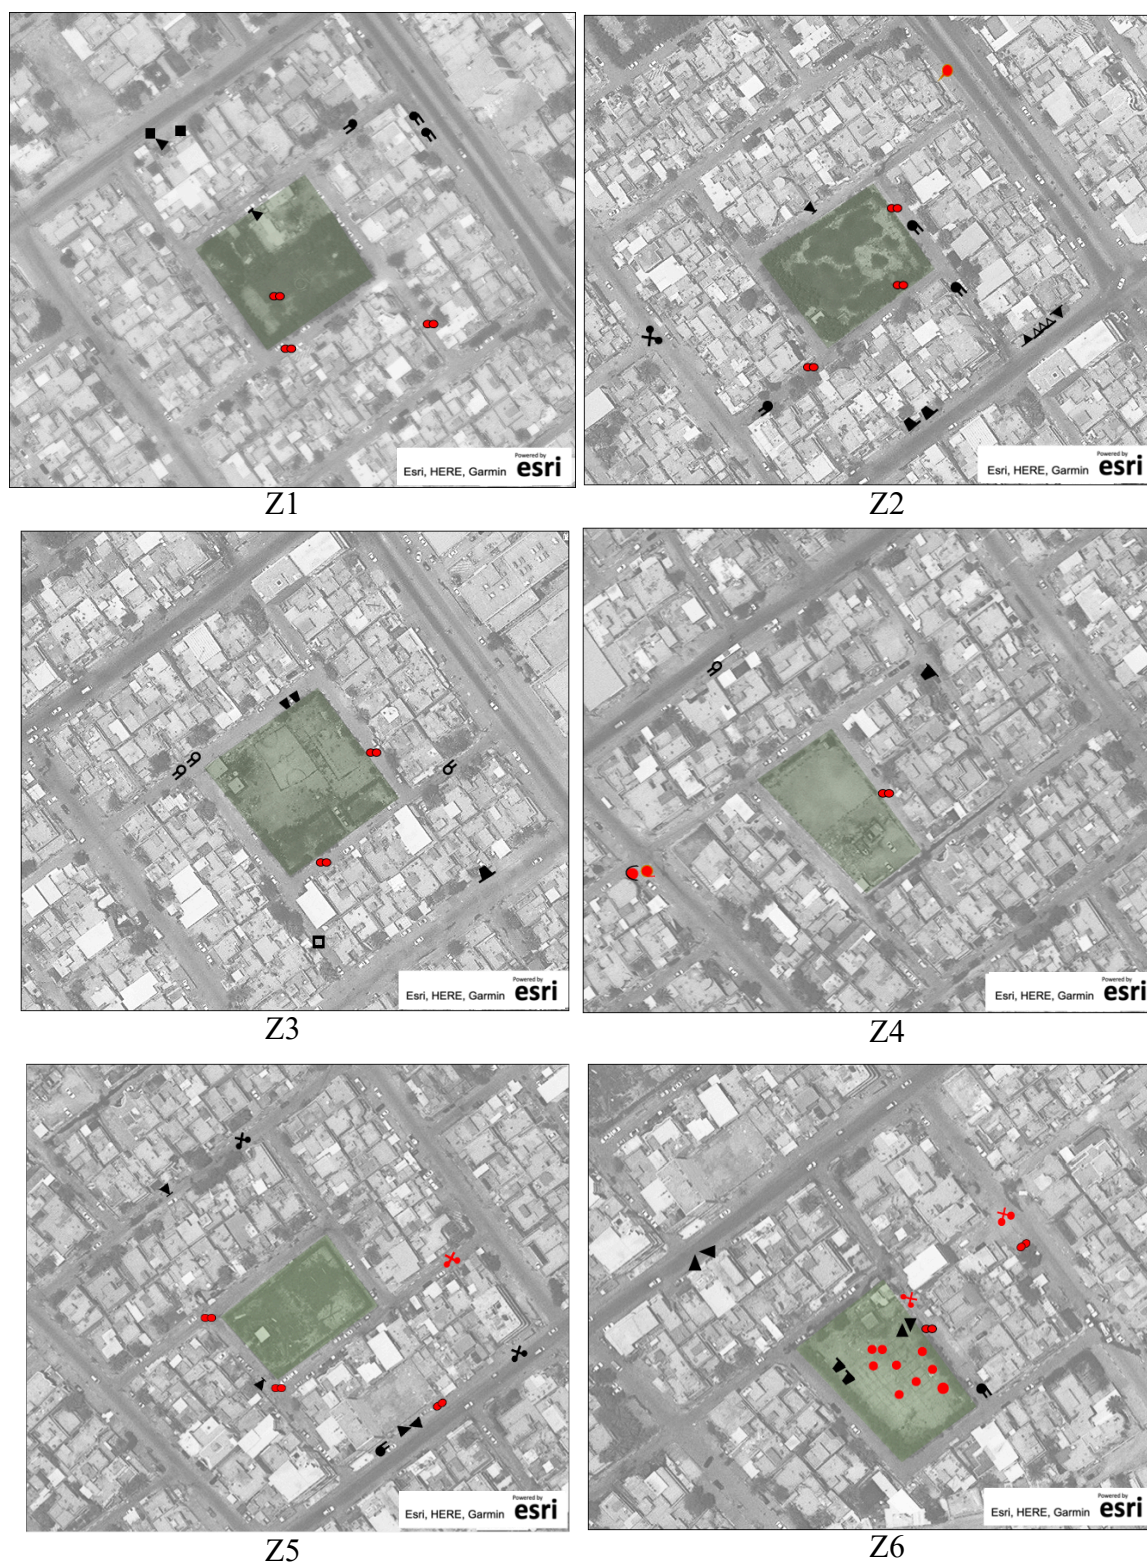 Esri, HERE, Garmin
Powered by
esri
Z1
Esri, HERE, Garmin
Powered by
esri
Z2
Esri, HERE, Garmin
Powered by
esri
Z3
Esri, HERE, Garmin
Powered by
esri
Z4
Esri, HERE, Garmin
Powered by
esri
Z5
Esri, HERE, Garmin
Powered by
esri
Z6